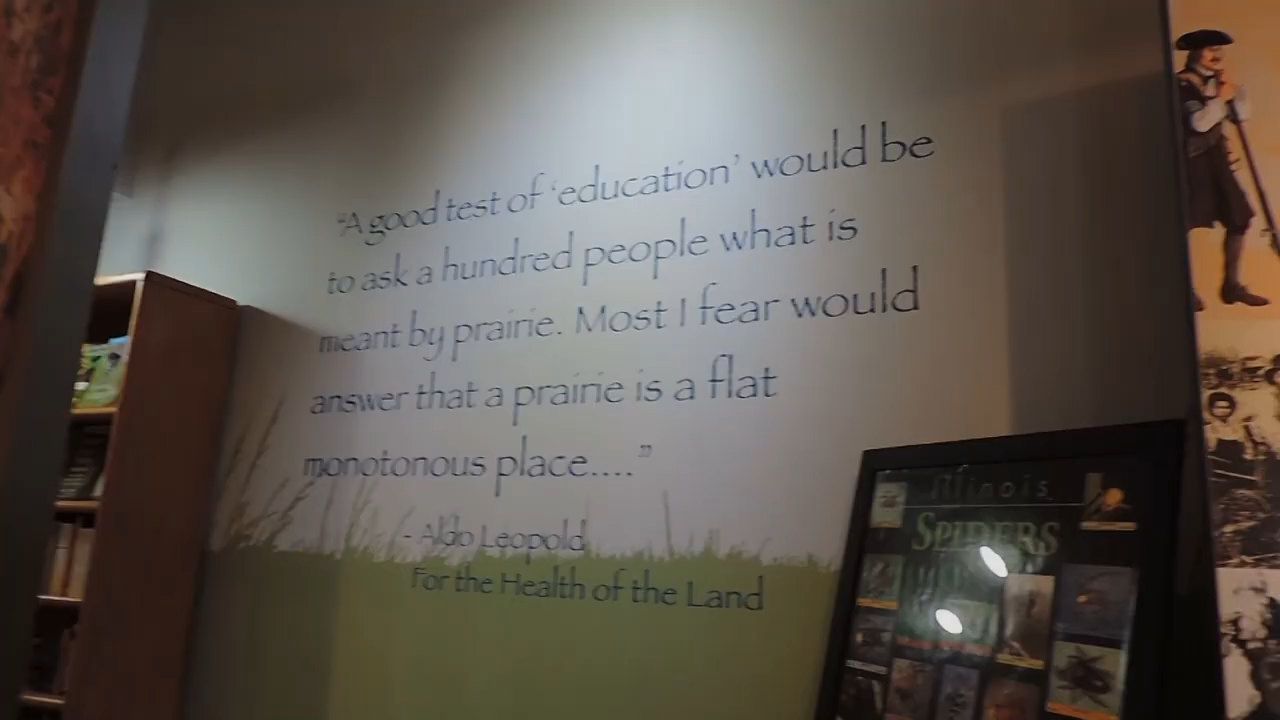 “A good test of ‘education’ would be
to ask a hundred people what is
meant by prairie. Most I fear would
answer that a prairie is a flat
monotonous place....”
- Aldo Leopold
For the Health of the Land
Illinois
SPIDERS